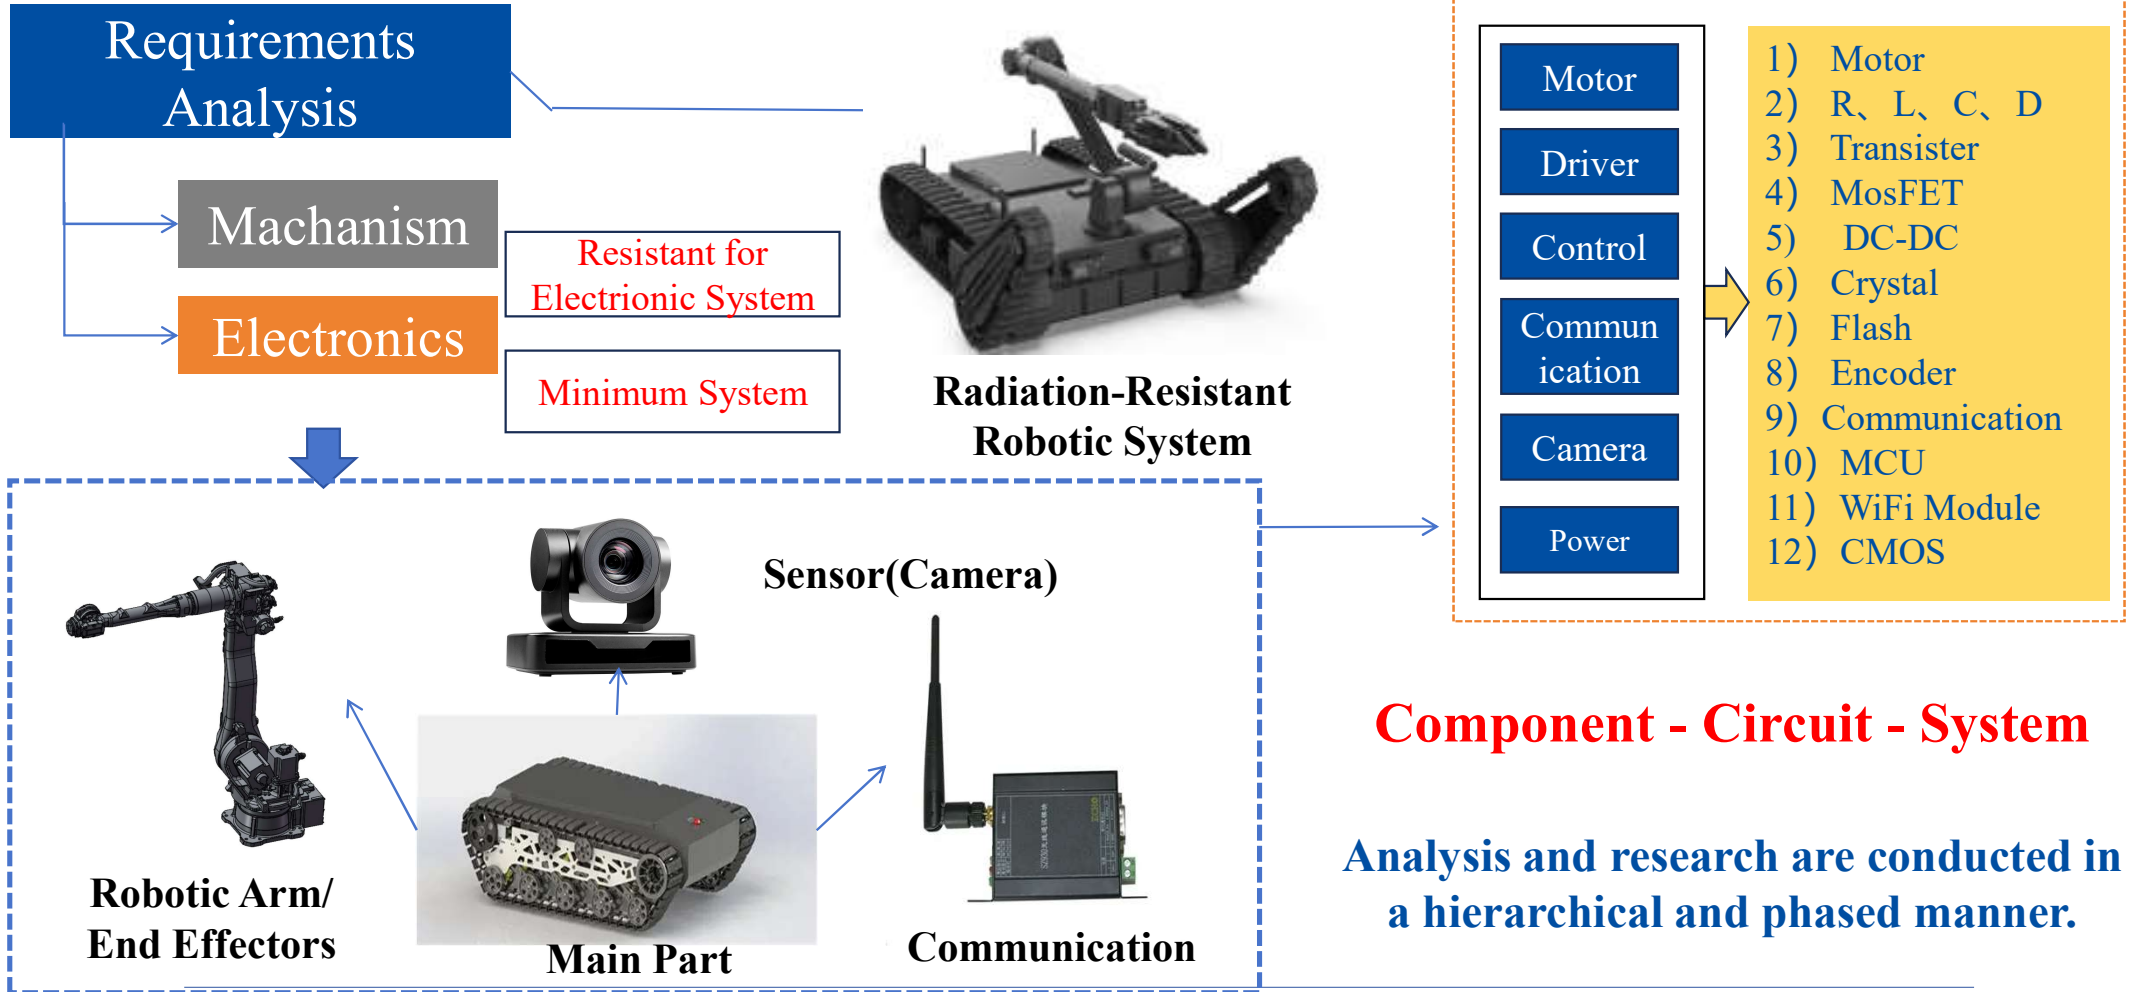 Requirements
Analysis
Machanism
Electronics
Resistant for
Electrionic System
Minimum System
Radiation-Resistant
Robotic System
Sensor(Camera)
Robotic Arm/
End Effectors
Main Part
Communication
Motor
Driver
Control
Commun
ication
Camera
Power
1） Motor
2） R、L、C、D
3） Transister
4） MosFET
5) DC-DC
6） Crystal
7） Flash
8） Encoder
9）Communication
10）MCU
11）WiFi Module
12）CMOS
Component - Circuit - System
Analysis and research are conducted in
a hierarchical and phased manner.